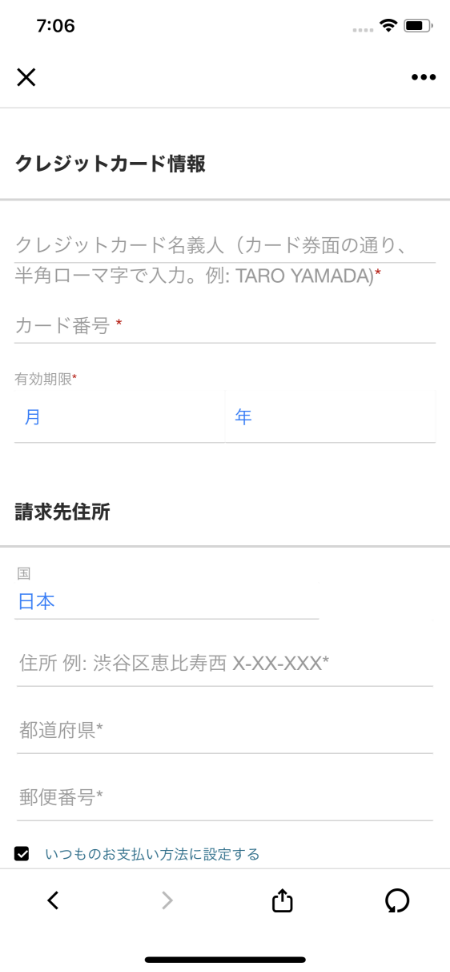 7:06
クレジットカード情報
クレジットカード名義人（カード券面の通り、
半角ローマ字で入力。例: TARO YAMADA)*
カード番号 *
有効期限*
月 年
請求先住所
国
日本
住所 例: 渋谷区恵比寿西 X-XX-XXX*
都道府県*
郵便番号*
いつものお支払い方法に設定する